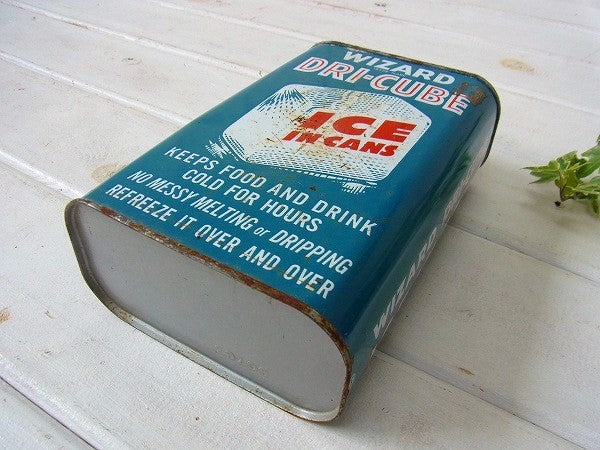 WIZARD
DRI-CUBE
ICE
IN CANS
KEEPS FOOD AND DRINK
COLD FOR HOURS
NO MESSY MELTING or DRIPPING
REFREEZE IT OVER AND OVER
WIZARD